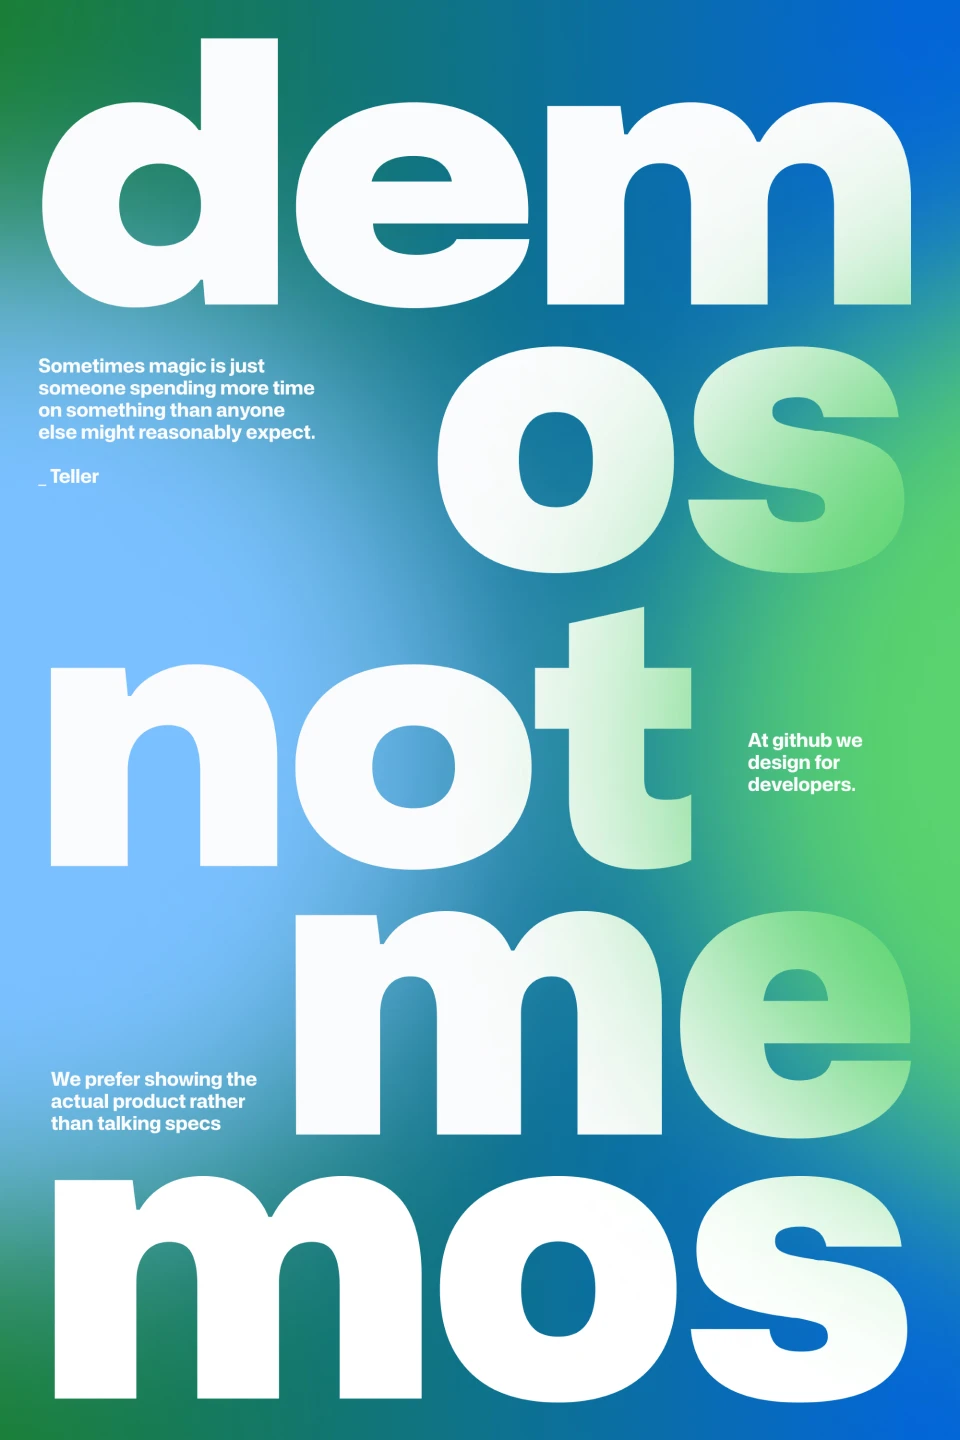 dem
os
Sometimes magic is just
someone spending more time
on something than anyone
else might reasonably expect.
_ Teller
not
At github we
design for
developers.
me
We prefer showing the
actual product rather
than talking specs
mos